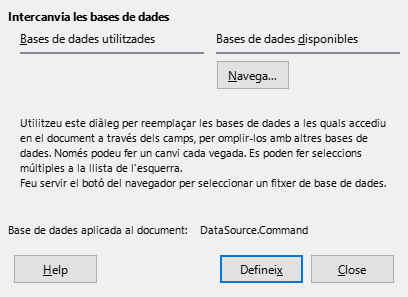 Intercanvia les bases de dades
Bases de dades utilitzades
Bases de dades disponibles
Navega...
Utilitzeu este diàleg per reemplaçar les bases de dades a les quals accediu
en el document a través dels camps, per omplir-los amb altres bases de
dades. Només podeu fer un canvi cada vegada. Es poden fer seleccions
múltiples a la llista de l'esquerra.
Feu servir el botó del navegador per seleccionar un fitxer de base de dades.
Base de dades aplicada al document: DataSource.Command
Help
Defineix
Close